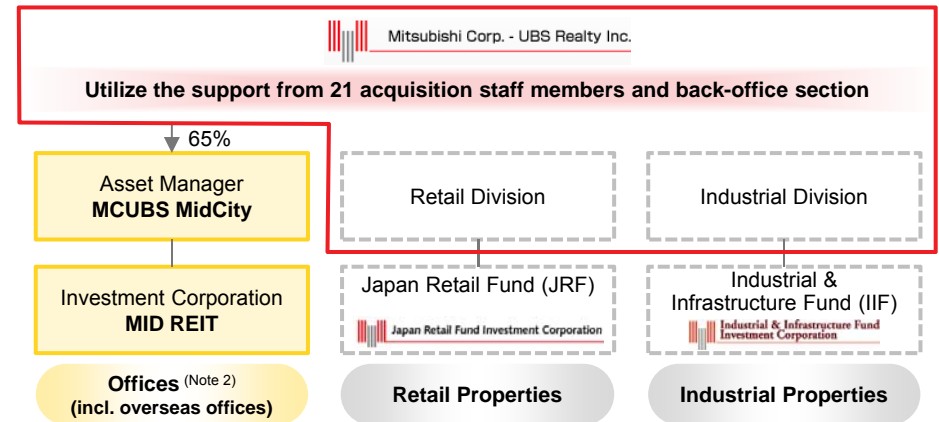 Mitsubishi Corp. - UBS Realty Inc.
Utilize the support from 21 acquisition staff members and back-office section
65%
Asset Manager
MCUBS MidCity
Retail Division
Industrial Division
Investment Corporation
MID REIT
Japan Retail Fund (JRF)
Japan Retail Fund Investment Corporation
Industrial &
Infrastructure Fund (IIF)
Industrial & Infrastructure Fund
Investment Corporation
Offices (Note 2)
(incl. overseas offices)
Retail Properties
Industrial Properties